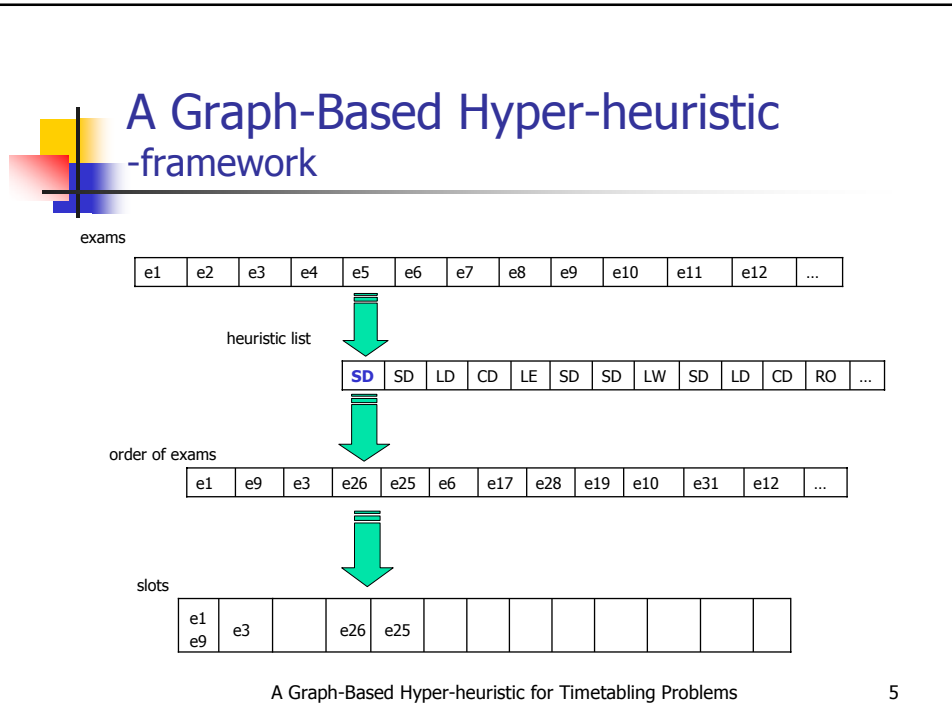 A Graph-Based Hyper-heuristic
-framework
exams
e1 e2 e3 e4 e5 e6 e7 e8 e9 e10 e11 e12 ...
heuristic list
SD SD LD CD LE SD SD LW SD LD CD RO ...
order of exams
e1 e9 e3 e26 e25 e6 e17 e28 e19 e10 e31 e12 ...
slots
e1
e9
e3 e26 e25
A Graph-Based Hyper-heuristic for Timetabling Problems 5